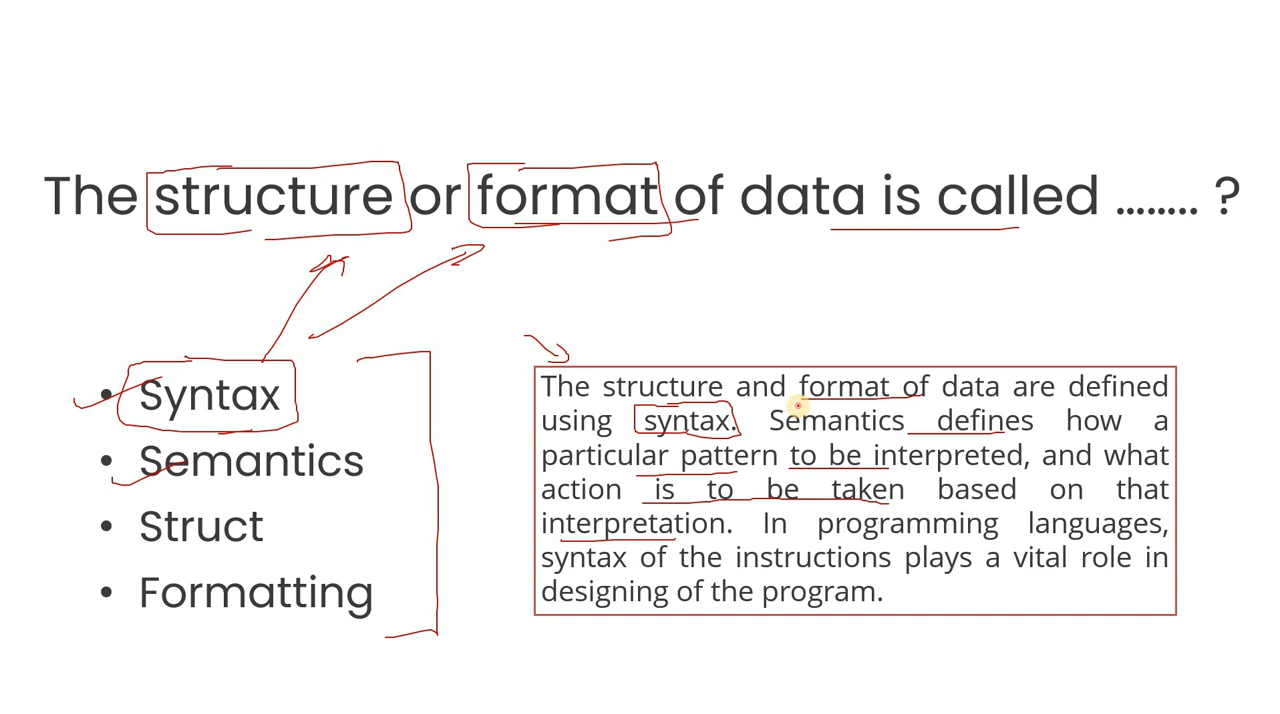 The structure or format of data is called …….. ?
• Syntax
• Semantics
• Struct
• Formatting
The structure and format of data are defined
using syntax. Semantics defines how a
particular pattern to be interpreted, and what
action is to be taken based on that
interpretation. In programming languages,
syntax of the instructions plays a vital role in
designing of the program.